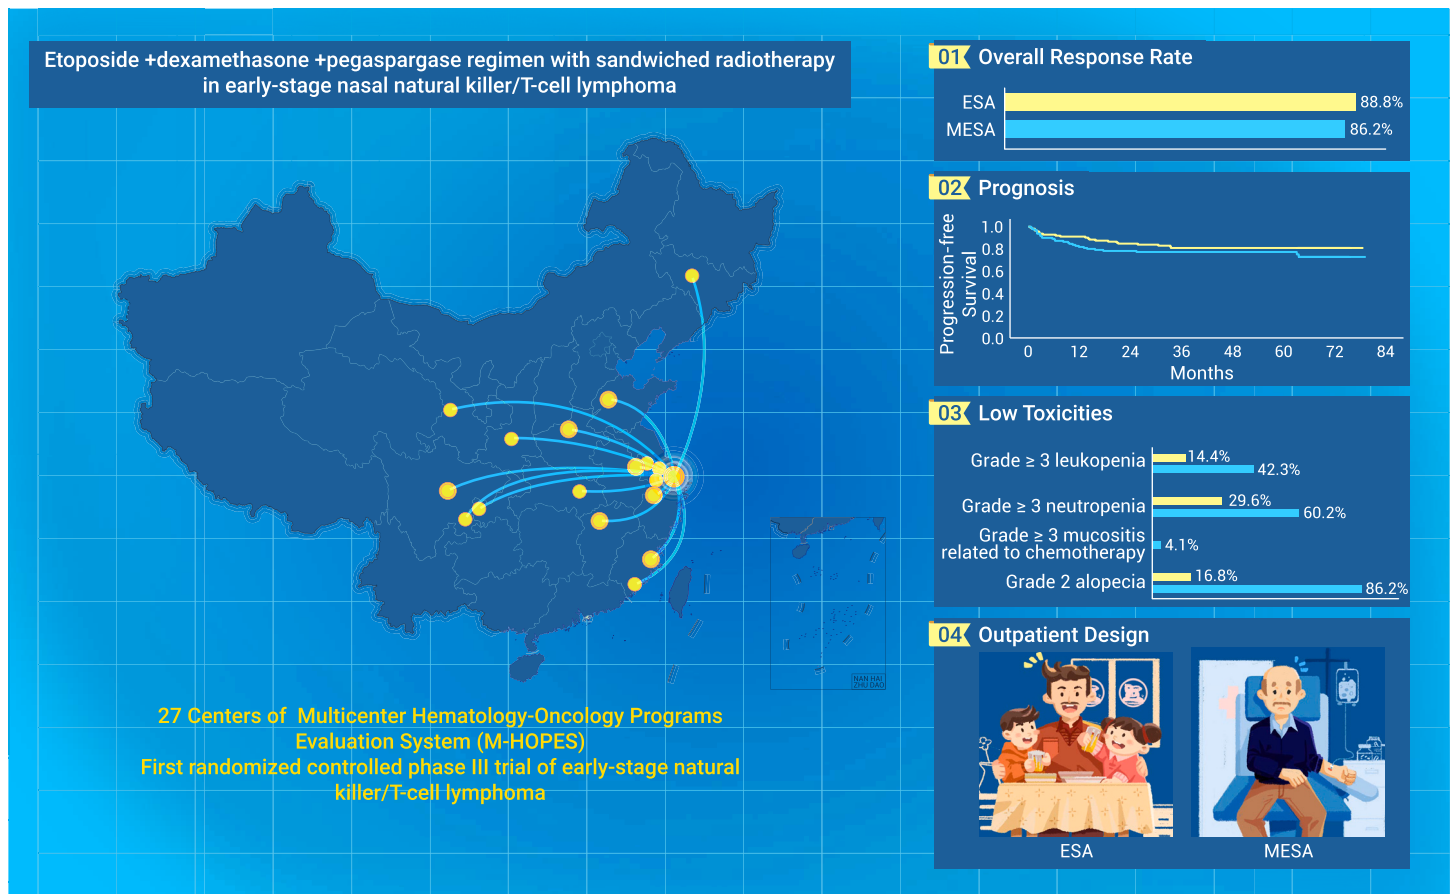 Etoposide +dexamethasone +pegaspargase regimen with sandwiched radiotherapy
in early-stage nasal natural killer/T-cell lymphoma
NAN HAI
ZHU DAO
27 Centers of Multicenter Hematology-Oncology Programs
Evaluation System (M-HOPES)
First randomized controlled phase III trial of early-stage natural
killer/T-cell lymphoma
01 Overall Response Rate
ESA 88.8%
MESA 86.2%
02 Prognosis
Progression-free
Survival
1.0
0.8
0.6
0.4
0.2
0.0
0 12 24 36 48 60 72 84
Months
03 Low Toxicities
Grade ≥ 3 leukopenia 14.4%
42.3%
Grade ≥ 3 neutropenia 29.6%
60.2%
Grade ≥ 3 mucositis
related to chemotherapy 4.1%
Grade 2 alopecia 16.8%
86.2%
04 Outpatient Design
ESA MESA